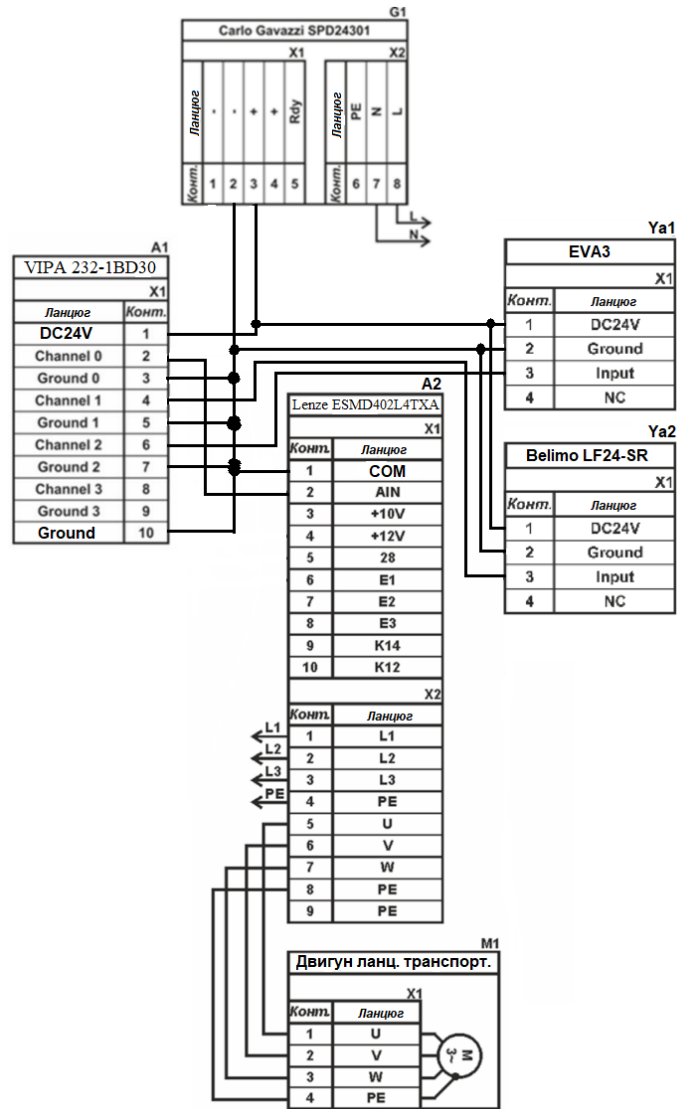 G1
Carlo Gavazzi SPD24301
X1
X2
Ланцюг - - + + Rdy
Ланцюг PE N L
Конт. 1 2 3 4 5
Конт. 6 7 8
L
N
A1
VIPA 232-1BD30
X1
Ланцюг Конт.
DC24V 1
Channel 0 2
Ground 0 3
Channel 1 4
Ground 1 5
Channel 2 6
Ground 2 7
Channel 3 8
Ground 3 9
Ground 10
Ya1
EVA3
X1
Конт. Ланцюг
1 DC24V
2 Ground
3 Input
4 NC
Ya2
Belimo LF24-SR
X1
Конт. Ланцюг
1 DC24V
2 Ground
3 Input
4 NC
A2
Lenze ESMD402L4TXA
X1
Конт. Ланцюг
1 COM
2 AIN
3 +10V
4 +12V
5 28
6 E1
7 E2
8 E3
9 K14
10 K12
X2
Конт. Ланцюг
L1 1 L1
L2 2 L2
L3 3 L3
PE 4 PE
5 U
6 V
7 W
8 PE
9 PE
M1
Двигун ланц. транспорт.
X1
Конт. Ланцюг
1 U
2 V
3 W
4 PE
M
3~